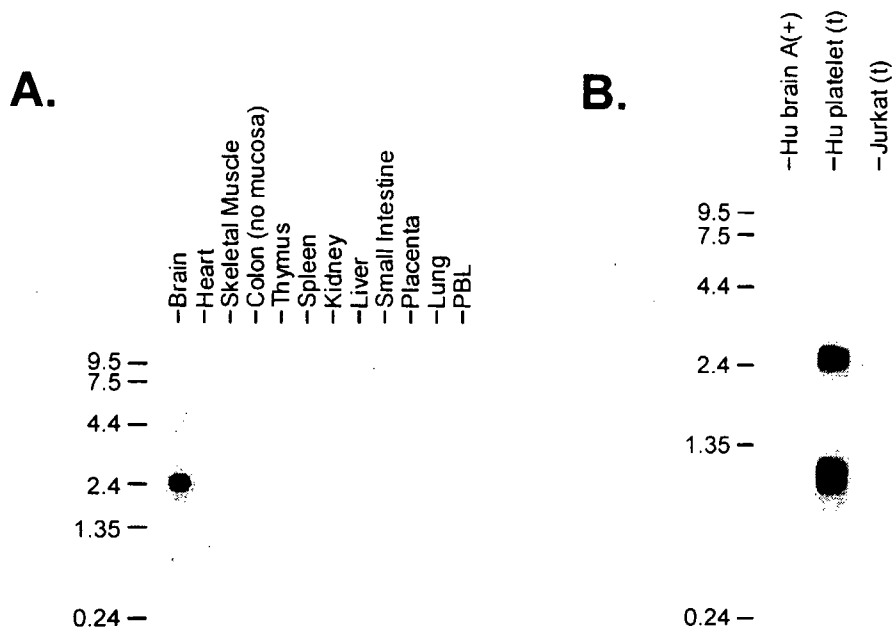 A.
–Brain
–Heart
–Skeletal Muscle
–Colon (no mucosa)
–Thymus
–Spleen
–Kidney
–Liver
–Small Intestine
–Placenta
–Lung
–PBL
9.5 –
7.5 –
4.4 –
2.4 –
1.35 –
0.24 –
B.
–Hu brain A(+)
–Hu platelet (t)
–Jurkat (t)
9.5 –
7.5 –
4.4 –
2.4 –
1.35 –
0.24 –